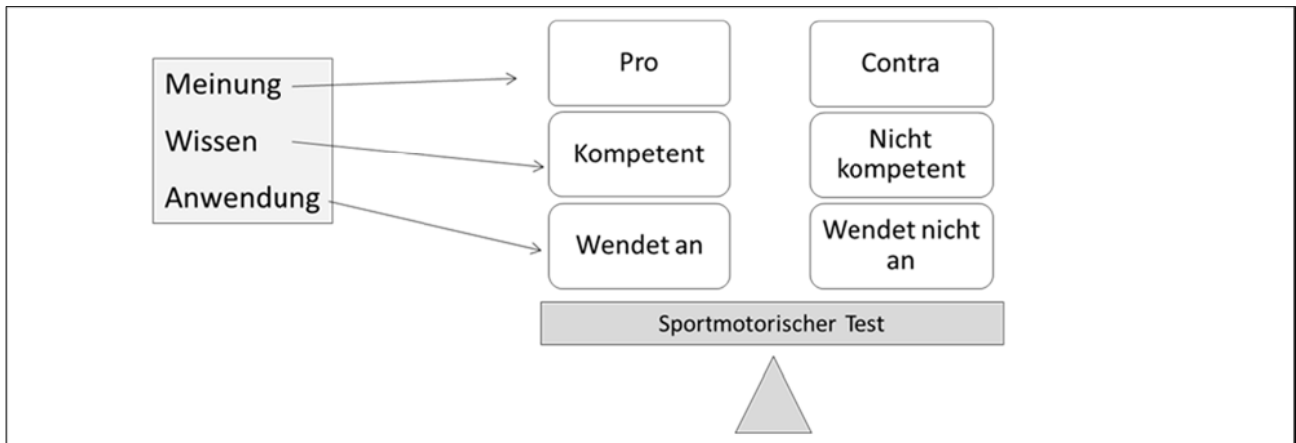 Meinung
Wissen
Anwendung
Pro
Contra
Kompetent
Nicht
kompetent
Wendet an
Wendet nicht
an
Sportmotorischer Test